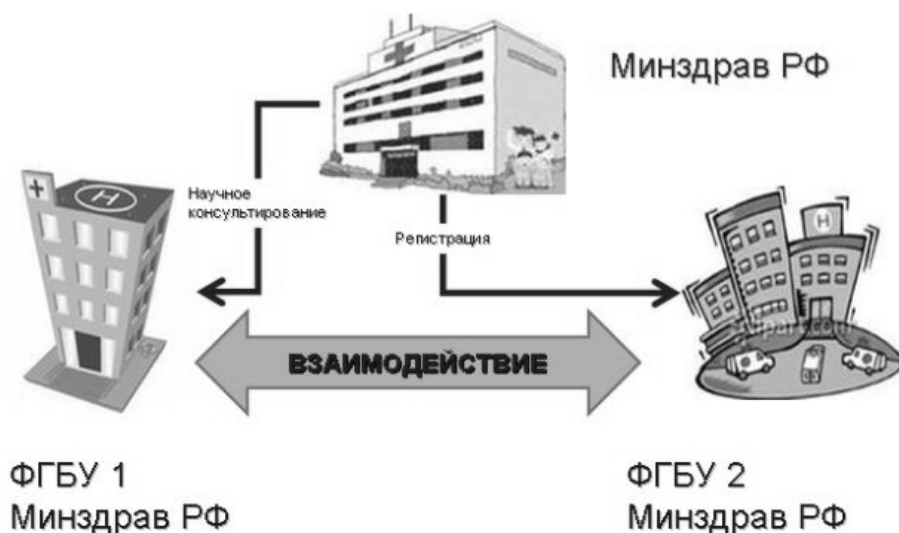 Минздрав РФ
Научное
консультирование
Регистрация
H
H
ВЗАИМОДЕЙСТВИЕ
ФГБУ 1
Минздрав РФ
ФГБУ 2
Минздрав РФ